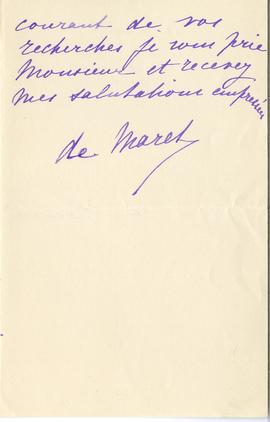 courant de vos
recherches je vous prie
Monsieur et recevez
mes salutations empressées
de Maret